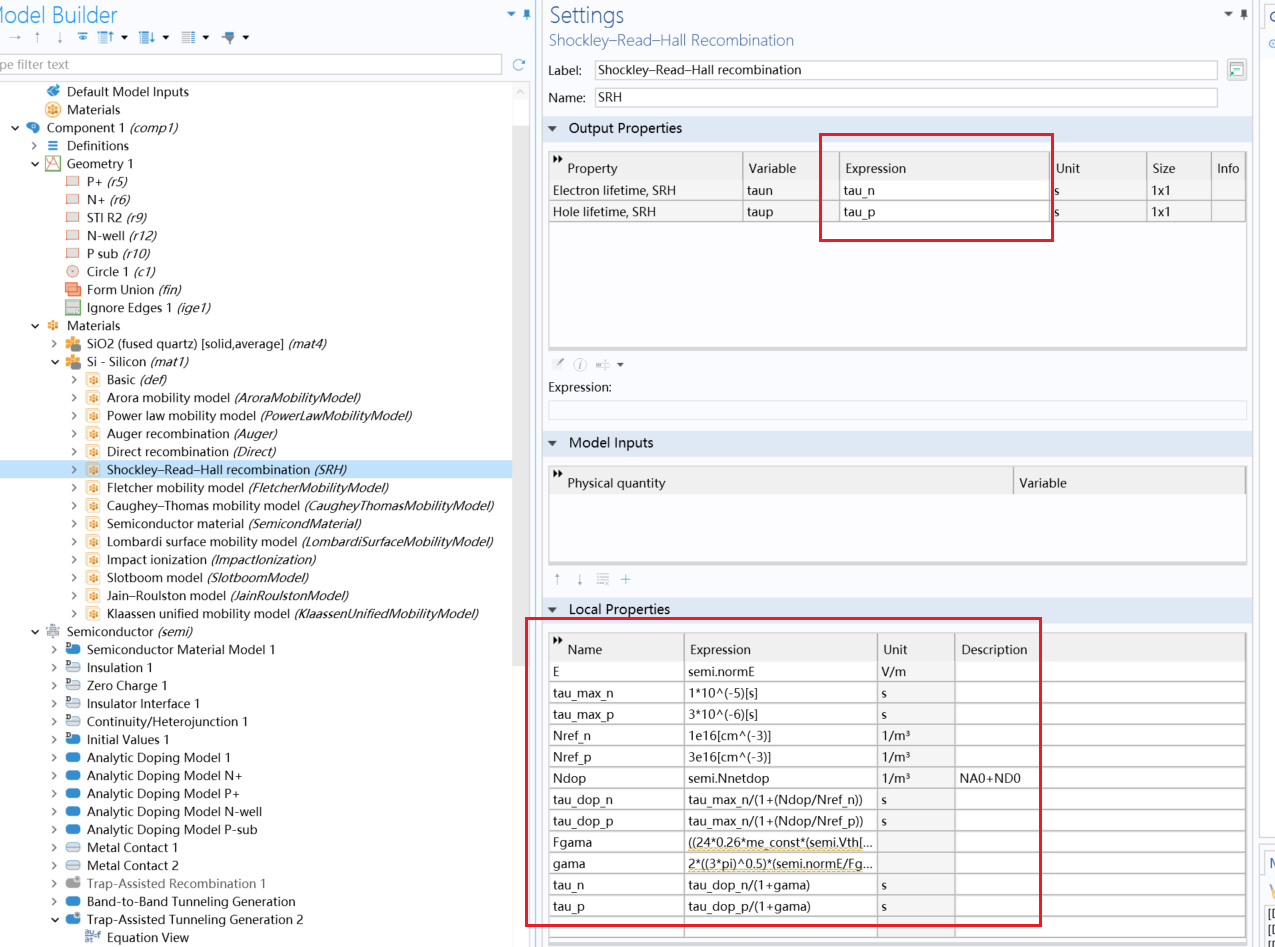 Model Builder
pe filter text
Default Model Inputs
Materials
Component 1 (comp1)
Definitions
Geometry 1
P+ (r5)
N+ (r6)
STI R2 (r9)
N-well (r12)
P sub (r10)
Circle 1 (c1)
Form Union (fin)
Ignore Edges 1 (ige1)
Materials
SiO2 (fused quartz) [solid,average] (mat4)
Si - Silicon (mat1)
Basic (def)
Arora mobility model (AroraMobilityModel)
Power law mobility model (PowerLawMobilityModel)
Auger recombination (Auger)
Direct recombination (Direct)
Shockley–Read–Hall recombination (SRH)
Fletcher mobility model (FletcherMobilityModel)
Caughey–Thomas mobility model (CaugheyThomasMobilityModel)
Semiconductor material (SemicondMaterial)
Lombardi surface mobility model (LombardiSurfaceMobilityModel)
Impact ionization (ImpactIonization)
Slotboom model (SlotboomModel)
Jain–Roulston model (JainRoulstonModel)
Klaassen unified mobility model (KlaassenUnifiedMobilityModel)
Semiconductor (semi)
Semiconductor Material Model 1
Insulation 1
Zero Charge 1
Insulator Interface 1
Continuity/Heterojunction 1
Initial Values 1
Analytic Doping Model 1
Analytic Doping Model N+
Analytic Doping Model P+
Analytic Doping Model N-well
Analytic Doping Model P-sub
Metal Contact 1
Metal Contact 2
Trap-Assisted Recombination 1
Band-to-Band Tunneling Generation
Trap-Assisted Tunneling Generation 2
Equation View
Settings
Shockley–Read–Hall Recombination
Label: Shockley–Read–Hall recombination
Name: SRH
Output Properties
Property Variable Expression Unit Size Info
Electron lifetime, SRH taun tau_n s 1x1
Hole lifetime, SRH taup tau_p s 1x1
Expression:
Model Inputs
Physical quantity Variable
Local Properties
Name Expression Unit Description
E semi.normE V/m
tau_max_n 1*10^(-5)[s] s
tau_max_p 3*10^(-6)[s] s
Nref_n 1e16[cm^(-3)] 1/m³
Nref_p 3e16[cm^(-3)] 1/m³
Ndop semi.Nnetdop 1/m³ NA0+ND0
tau_dop_n tau_max_n/(1+(Ndop/Nref_n)) s
tau_dop_p tau_max_n/(1+(Ndop/Nref_p)) s
Fgama ((24*0.26*me_const*(semi.Vth[...
gama 2*((3*pi)^0.5)*(semi.normE/Fg...
tau_n tau_dop_n/(1+gama) s
tau_p tau_dop_p/(1+gama) s